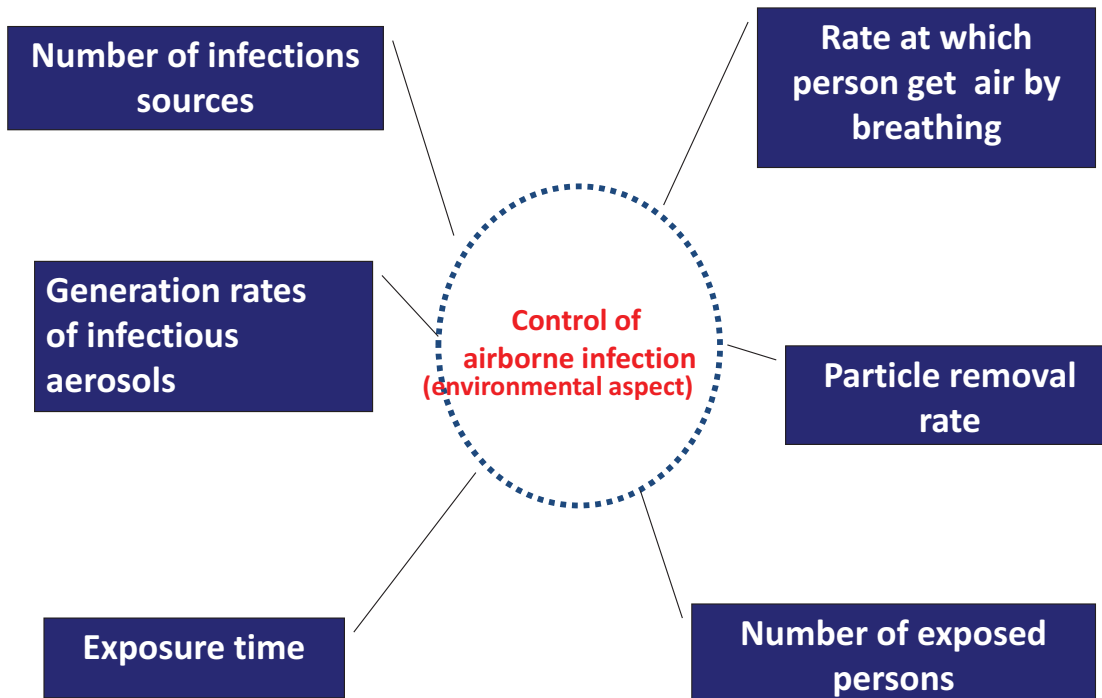 Number of infections
sources
Rate at which
person get air by
breathing
Generation rates
of infectious
aerosols
Control of
airborne infection
(environmental aspect)
Particle removal
rate
Exposure time
Number of exposed
persons